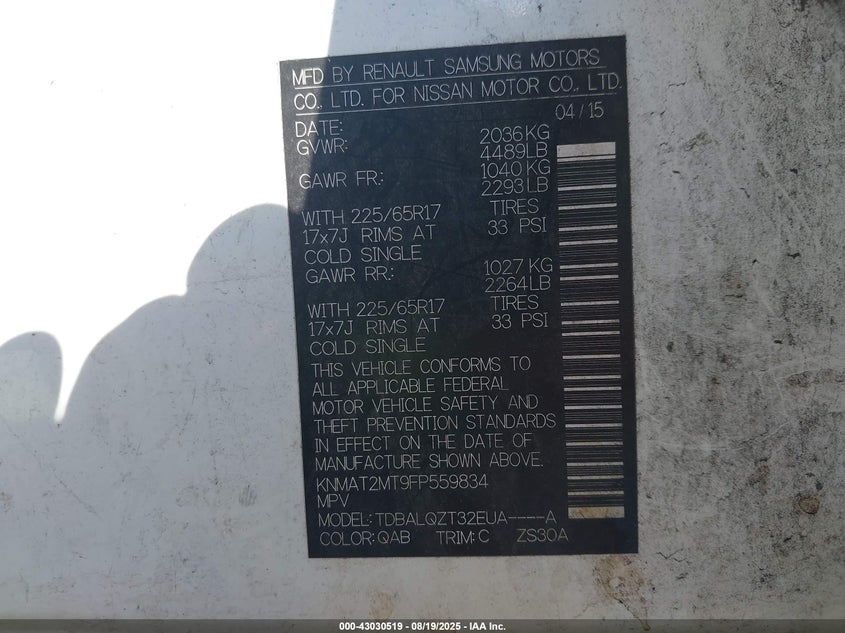 MFD BY RENAULT SAMSUNG MOTORS
CO., LTD. FOR NISSAN MOTOR CO., LTD.
DATE: 04/15
GVWR: 2036KG
4489LB
GAWR FR.: 1040 KG
2293LB
WITH 225/65R17 TIRES
17x7J RIMS AT 33 PSI
COLD SINGLE
GAWR RR.: 1027 KG
2264LB
WITH 225/65R17 TIRES
17x7J RIMS AT 33 PSI
COLD SINGLE
THIS VEHICLE CONFORMS TO
ALL APPLICABLE FEDERAL
MOTOR VEHICLE SAFETY AND
THEFT PREVENTION STANDARDS
IN EFFECT ON THE DATE OF
MANUFACTURE SHOWN ABOVE.
KNMAT2MT9FP559834
MPV
MODEL: TDBALQZT32EUA----A
COLOR: QAB TRIM: C ZS30A
000-43030519 - 08/19/2025 - IAA Inc.